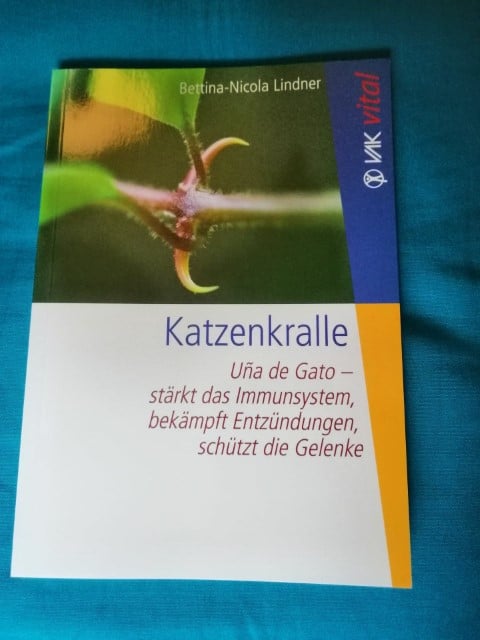 Bettina-Nicola Lindner
VAK vital
Katzenkralle
Uña de Gato –
stärkt das Immunsystem,
bekämpft Entzündungen,
schützt die Gelenke